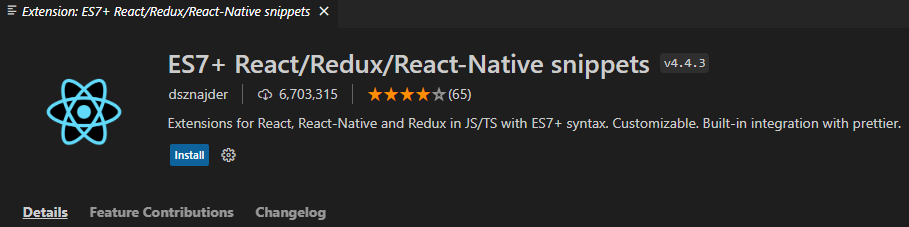 Extension: ES7+ React/Redux/React-Native snippets
ES7+ React/Redux/React-Native snippets v4.4.3
dsznajder 6,703,315 (65)
Extensions for React, React-Native and Redux in JS/TS with ES7+ syntax. Customizable. Built-in integration with prettier.
Install
Details Feature Contributions Changelog